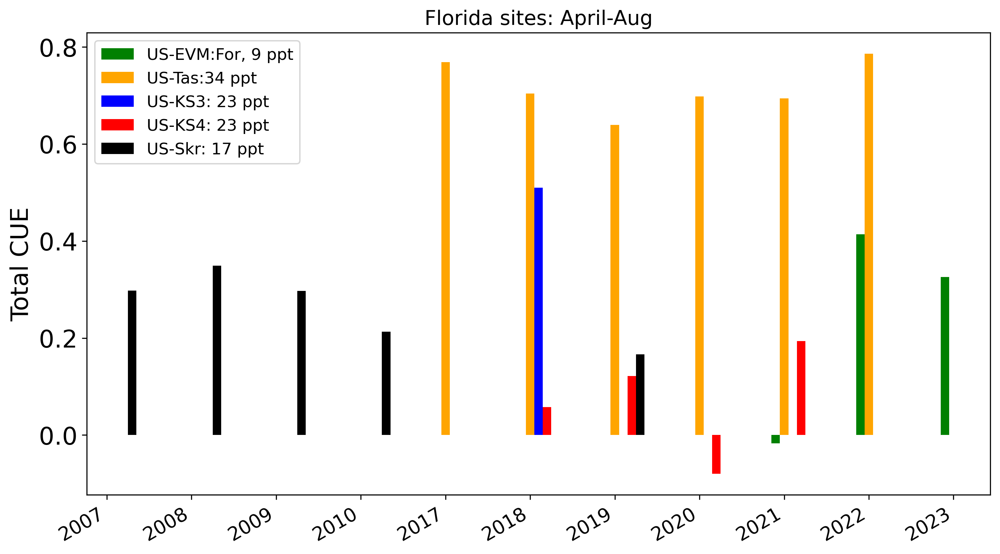 Florida sites: April-Aug
Total CUE
0.8
0.6
0.4
0.2
0.0
US-EVM:For, 9 ppt
US-Tas:34 ppt
US-KS3: 23 ppt
US-KS4: 23 ppt
US-Skr: 17 ppt
2007
2008
2009
2010
2017
2018
2019
2020
2021
2022
2023